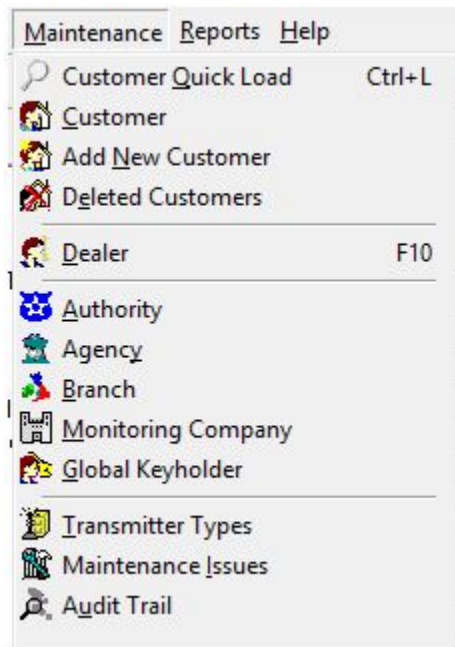 Maintenance Reports Help
Customer Quick Load Ctrl+L
Customer
Add New Customer
Deleted Customers
Dealer F10
Authority
Agency
Branch
Monitoring Company
Global Keyholder
Transmitter Types
Maintenance Issues
Audit Trail